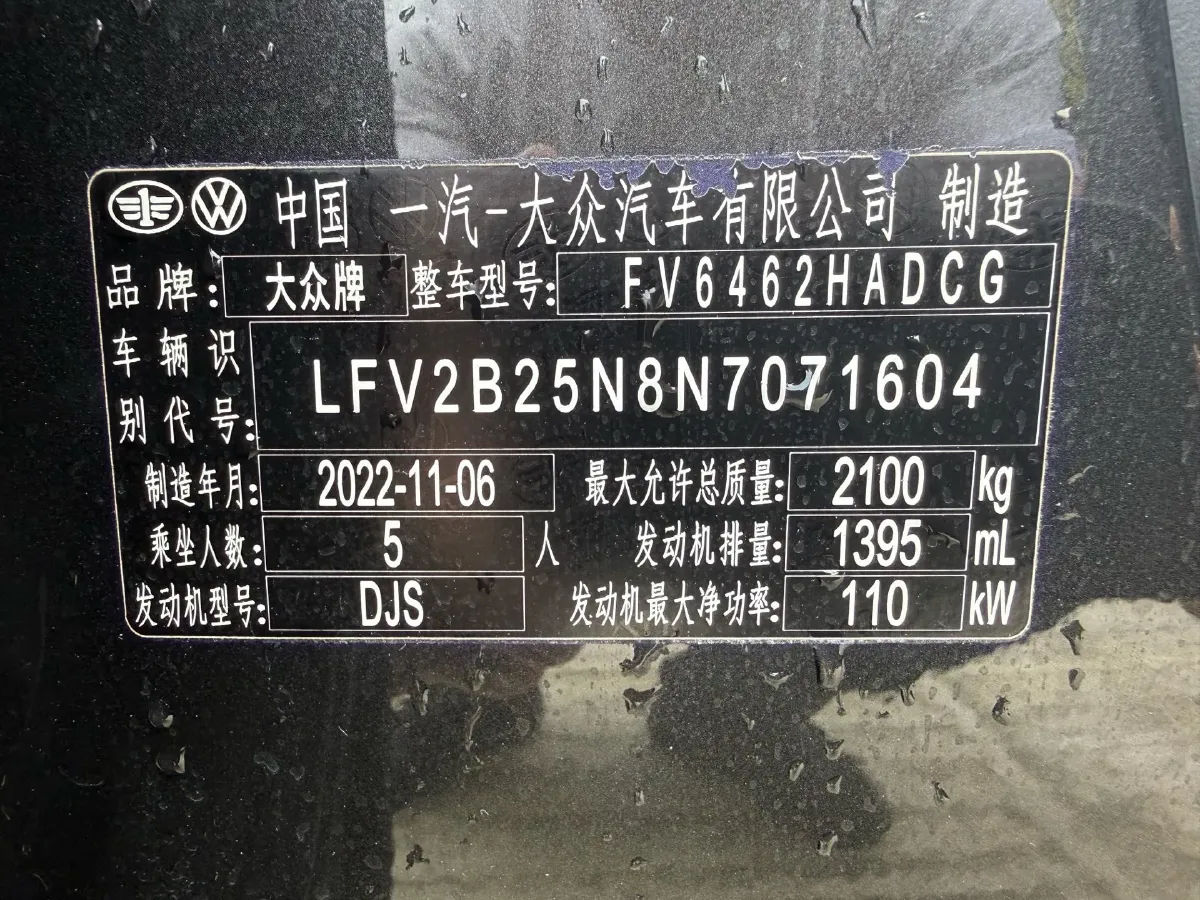 中国 一汽-大众汽车有限公司 制造
品牌: 大众牌 整车型号: FV6462HADCG
车辆识别代号: LFV2B25N8N7071604
制造年月: 2022-11-06 最大允许总质量: 2100 kg
乘坐人数: 5 人 发动机排量: 1395 mL
发动机型号: DJS 发动机最大净功率: 110 kW